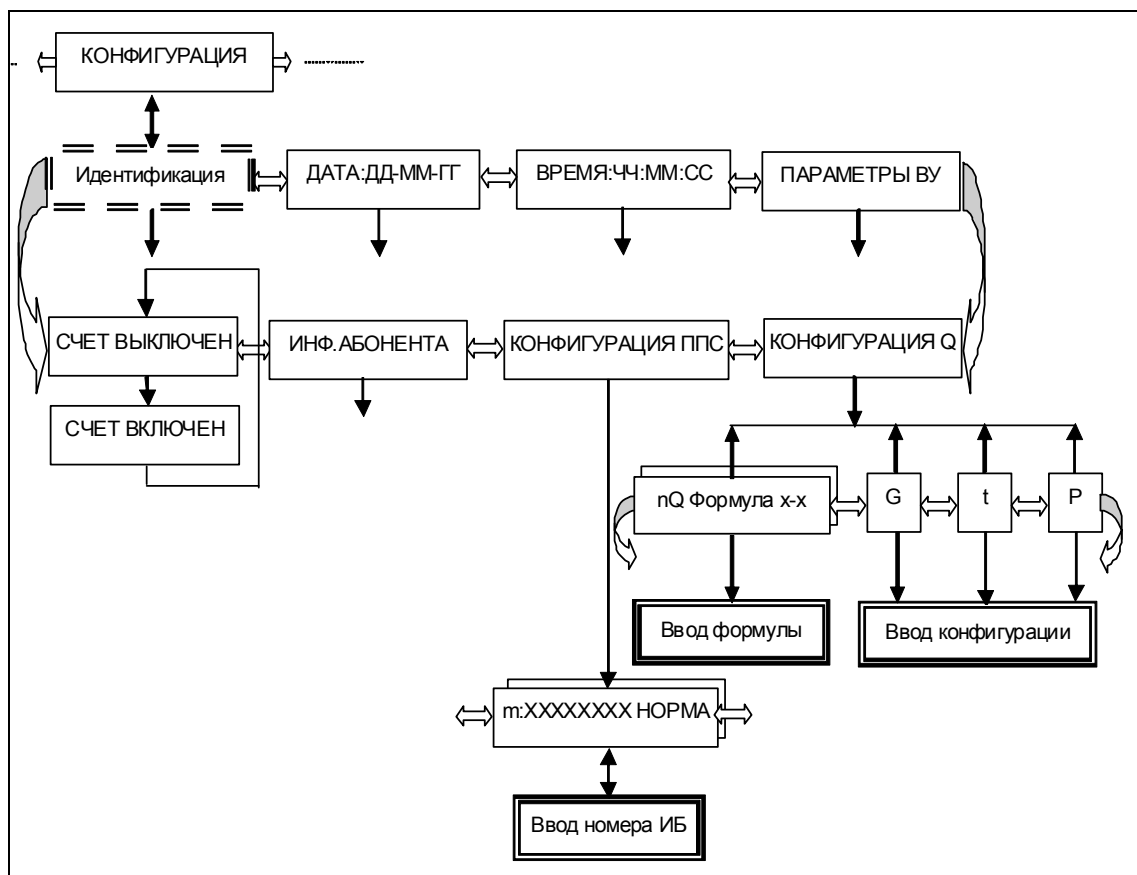 КОНФИГУРАЦИЯ
Идентификация
ДАТА:ДД-ММ-ГГ
ВРЕМЯ:ЧЧ:ММ:СС
ПАРАМЕТРЫ ВУ
СЧЕТ ВЫКЛЮЧЕН
ИНФ.АБОНЕНТА
КОНФИГУРАЦИЯ ППС
КОНФИГУРАЦИЯ Q
СЧЕТ ВКЛЮЧЕН
nQ Формула x-x
G
t
P
Ввод формулы
Ввод конфигурации
m:XXXXXXXX НОРМА
Ввод номера ИБ